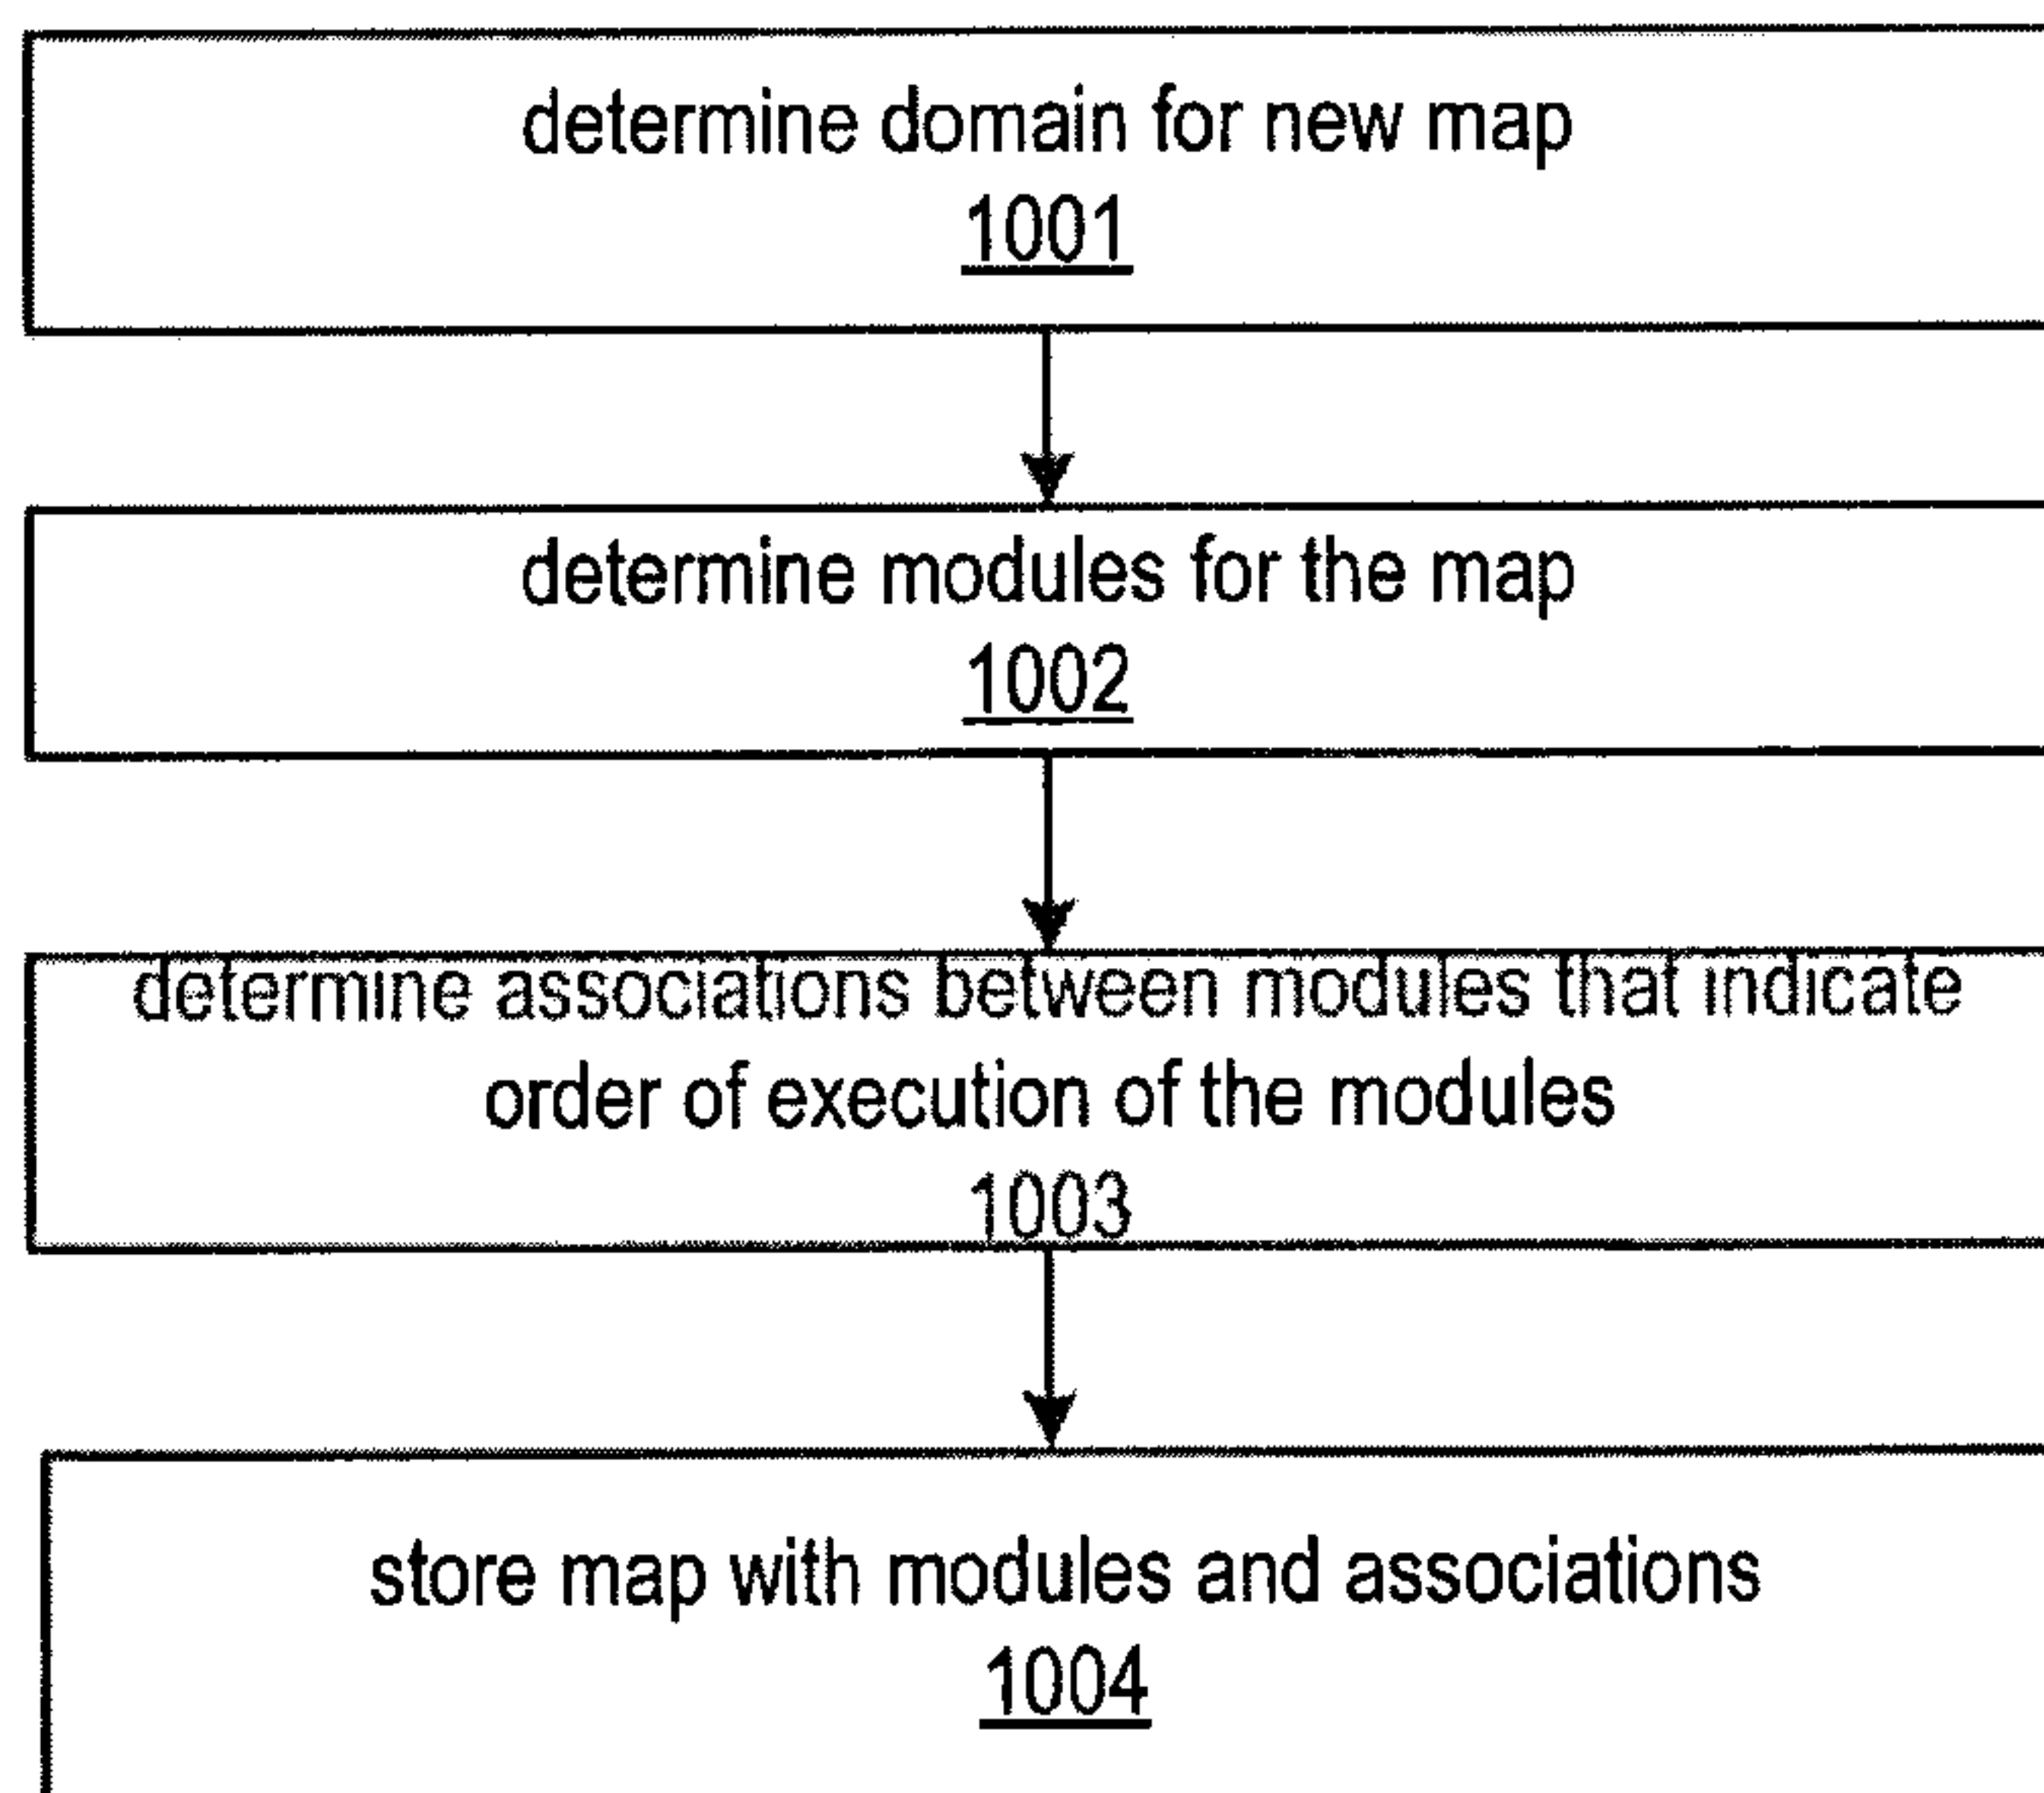 determine domain for new map
1001
determine modules for the map
1002
determine associations between modules that indicate
order of execution of the modules
1003
store map with modules and associations
1004